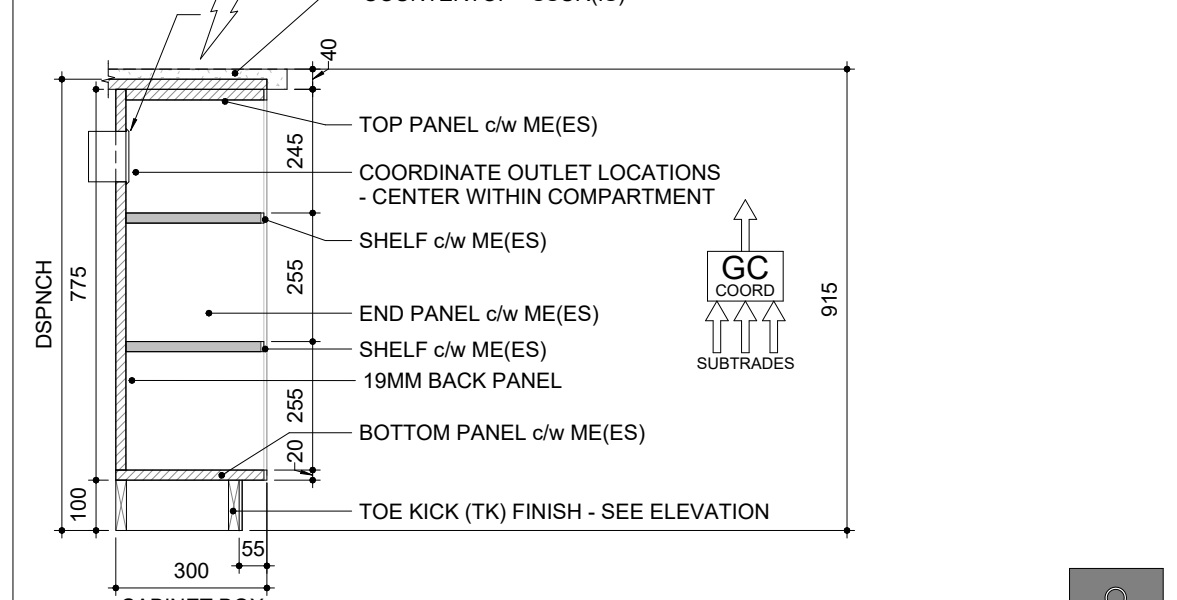 40
TOP PANEL c/w ME(ES)
245
COORDINATE OUTLET LOCATIONS
- CENTER WITHIN COMPARTMENT
SHELF c/w ME(ES)
GC
COORD
SUBTRADES
255
END PANEL c/w ME(ES)
SHELF c/w ME(ES)
19MM BACK PANEL
255
BOTTOM PANEL c/w ME(ES)
20
TOE KICK (TK) FINISH - SEE ELEVATION
DSPNCH
775
100
915
55
300
CABINET BOX